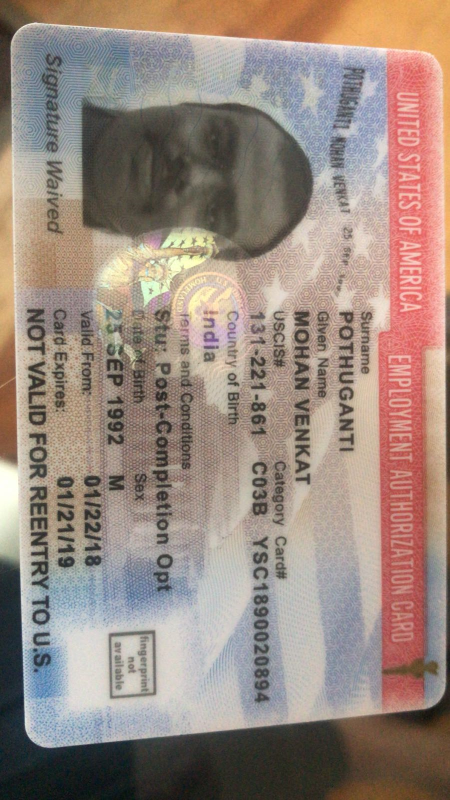 UNITED STATES OF AMERICA EMPLOYMENT AUTHORIZATION CARD
POTHUGANTI MOHAN VENKAT 25 Sep
Surname
POTHUGANTI
Given Name
MOHAN VENKAT
USCIS# Category Card#
131-221-861 C03B YSC1890020894
Country of Birth
India
Terms and Conditions
Stu: Post-Completion Opt
Date of Birth Sex
SEP 1992 M
Valid From: 01/22/18
Card Expires: 01/21/19
NOT VALID FOR REENTRY TO U.S.
Signature Waived
fingerprint
not
available